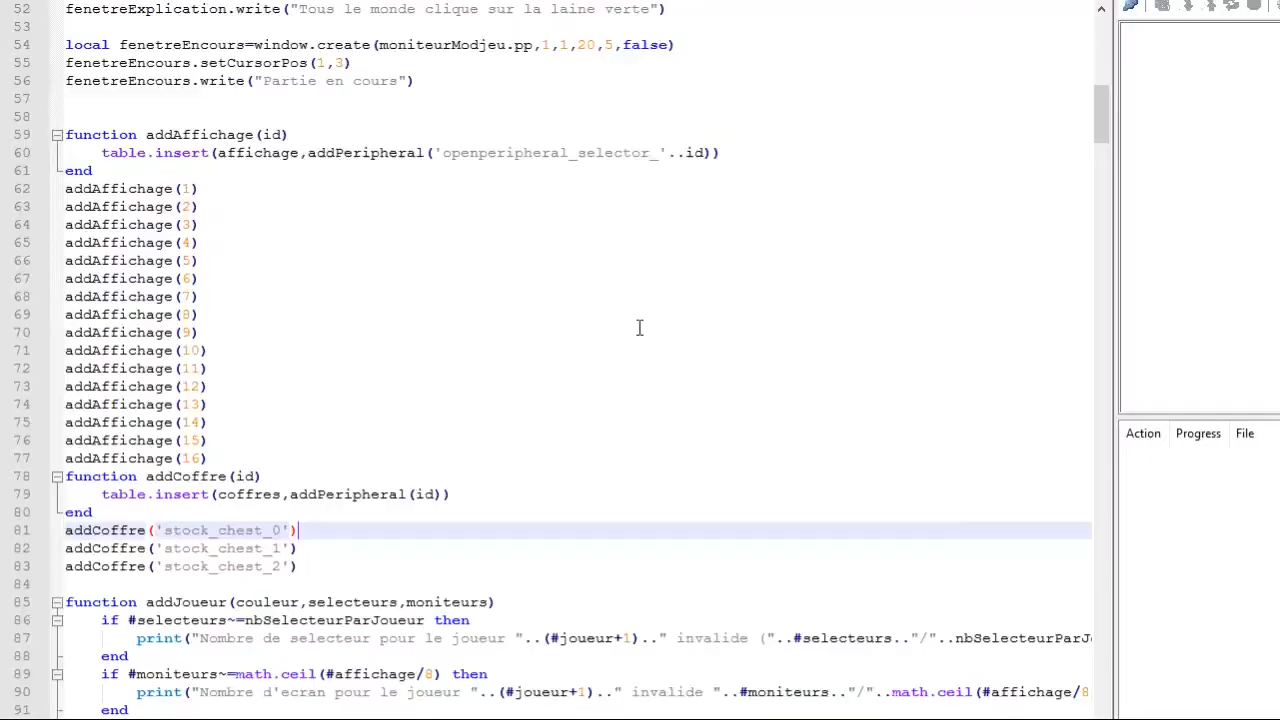 52 fenetreExplication.write("Tous le monde clique sur la laine verte")
53
54 local fenetreEncours=window.create(moniteurModjeu.pp,1,1,20,5,false)
55 fenetreEncours.setCursorPos(1,3)
56 fenetreEncours.write("Partie en cours")
57
58
59 function addAffichage(id)
60 table.insert(affichage,addPeripheral('openperipheral_selector_'..id))
61 end
62 addAffichage(1)
63 addAffichage(2)
64 addAffichage(3)
65 addAffichage(4)
66 addAffichage(5)
67 addAffichage(6)
68 addAffichage(7)
69 addAffichage(8)
70 addAffichage(9)
71 addAffichage(10)
72 addAffichage(11)
73 addAffichage(12)
74 addAffichage(13)
75 addAffichage(14)
76 addAffichage(15)
77 addAffichage(16)
78 function addCoffre(id)
79 table.insert(coffres,addPeripheral(id))
80 end
81 addCoffre('stock_chest_0')
82 addCoffre('stock_chest_1')
83 addCoffre('stock_chest_2')
84
85 function addJoueur(couleur,selecteurs,moniteurs)
86 if #selecteurs~=nbSelecteurParJoueur then
87 print("Nombre de selecteur pour le joueur "..(#joueur+1).." invalide ("..#selecteurs.."/"..nbSelecteurParJo
88 end
89 if #moniteurs~=math.ceil(#affichage/8) then
90 print("Nombre d'ecran pour le joueur "..(#joueur+1).." invalide "..#moniteurs.."/"..math.ceil(#affichage/8
91 end
Action Progress File